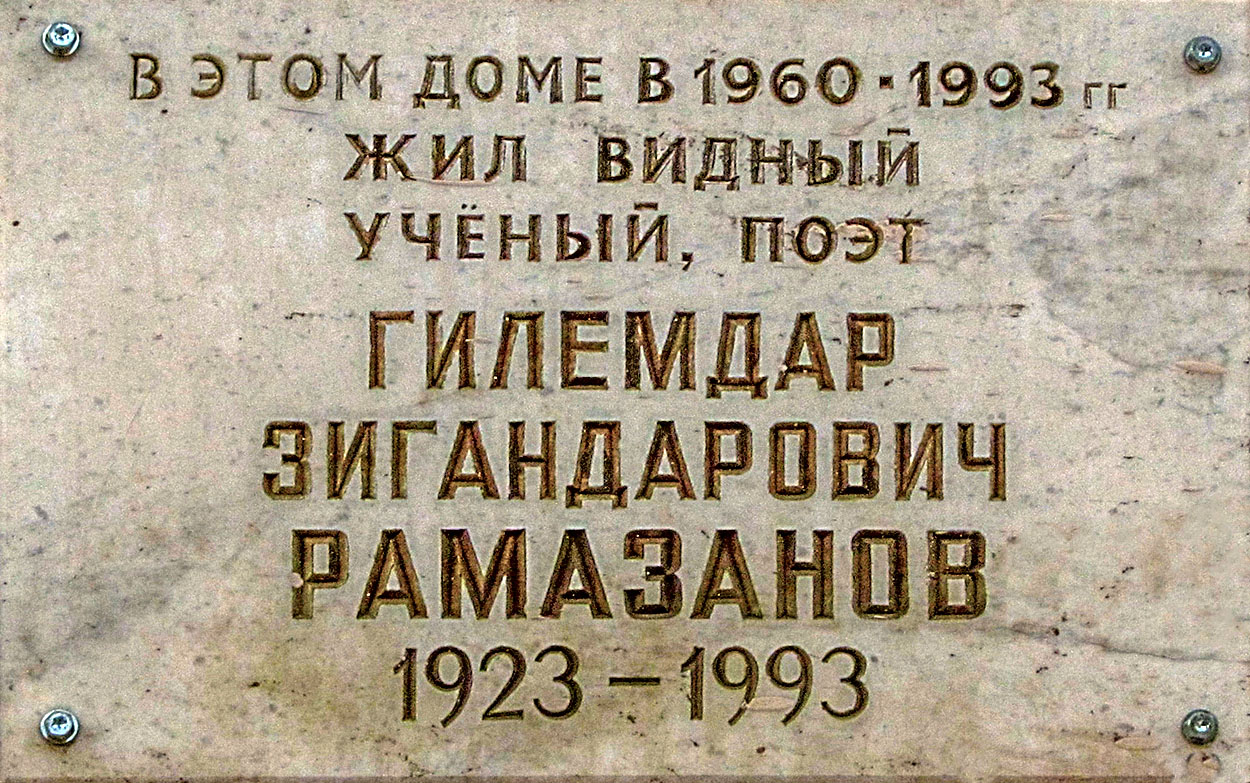 В ЭТОМ ДОМЕ В 1960-1993 гг
ЖИЛ ВИДНЫЙ
УЧЁНЫЙ, ПОЭТ
ГИЛЕМДАР
ЗИГАНДАРОВИЧ
РАМАЗАНОВ
1923 – 1993